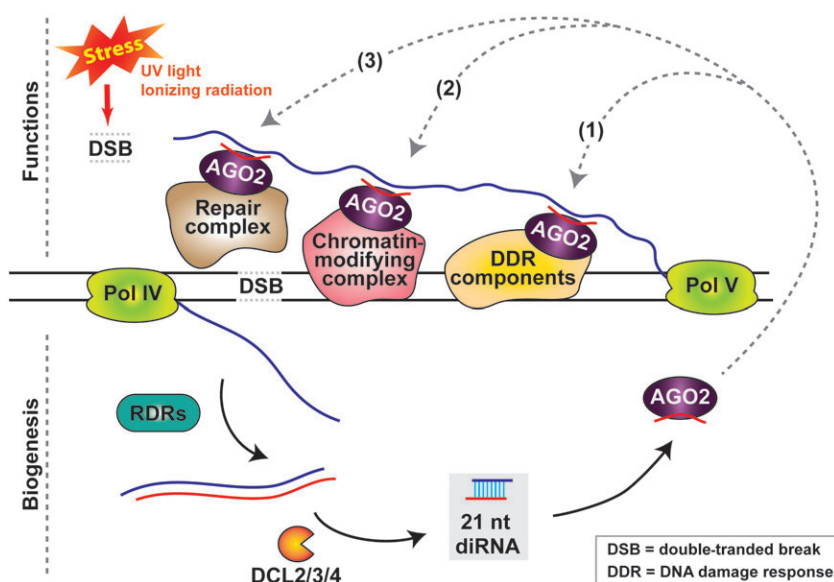 Functions
Stress
UV light
Ionizing radiation
DSB
(3)
(2)
(1)
AGO2
Repair
complex
AGO2
Chromatin-
modifying
complex
AGO2
DDR
components
Pol IV
DSB
Pol V
Biogenesis
RDRs
AGO2
21 nt
diRNA
DCL2/3/4
DSB = double-tranded break
DDR = DNA damage response